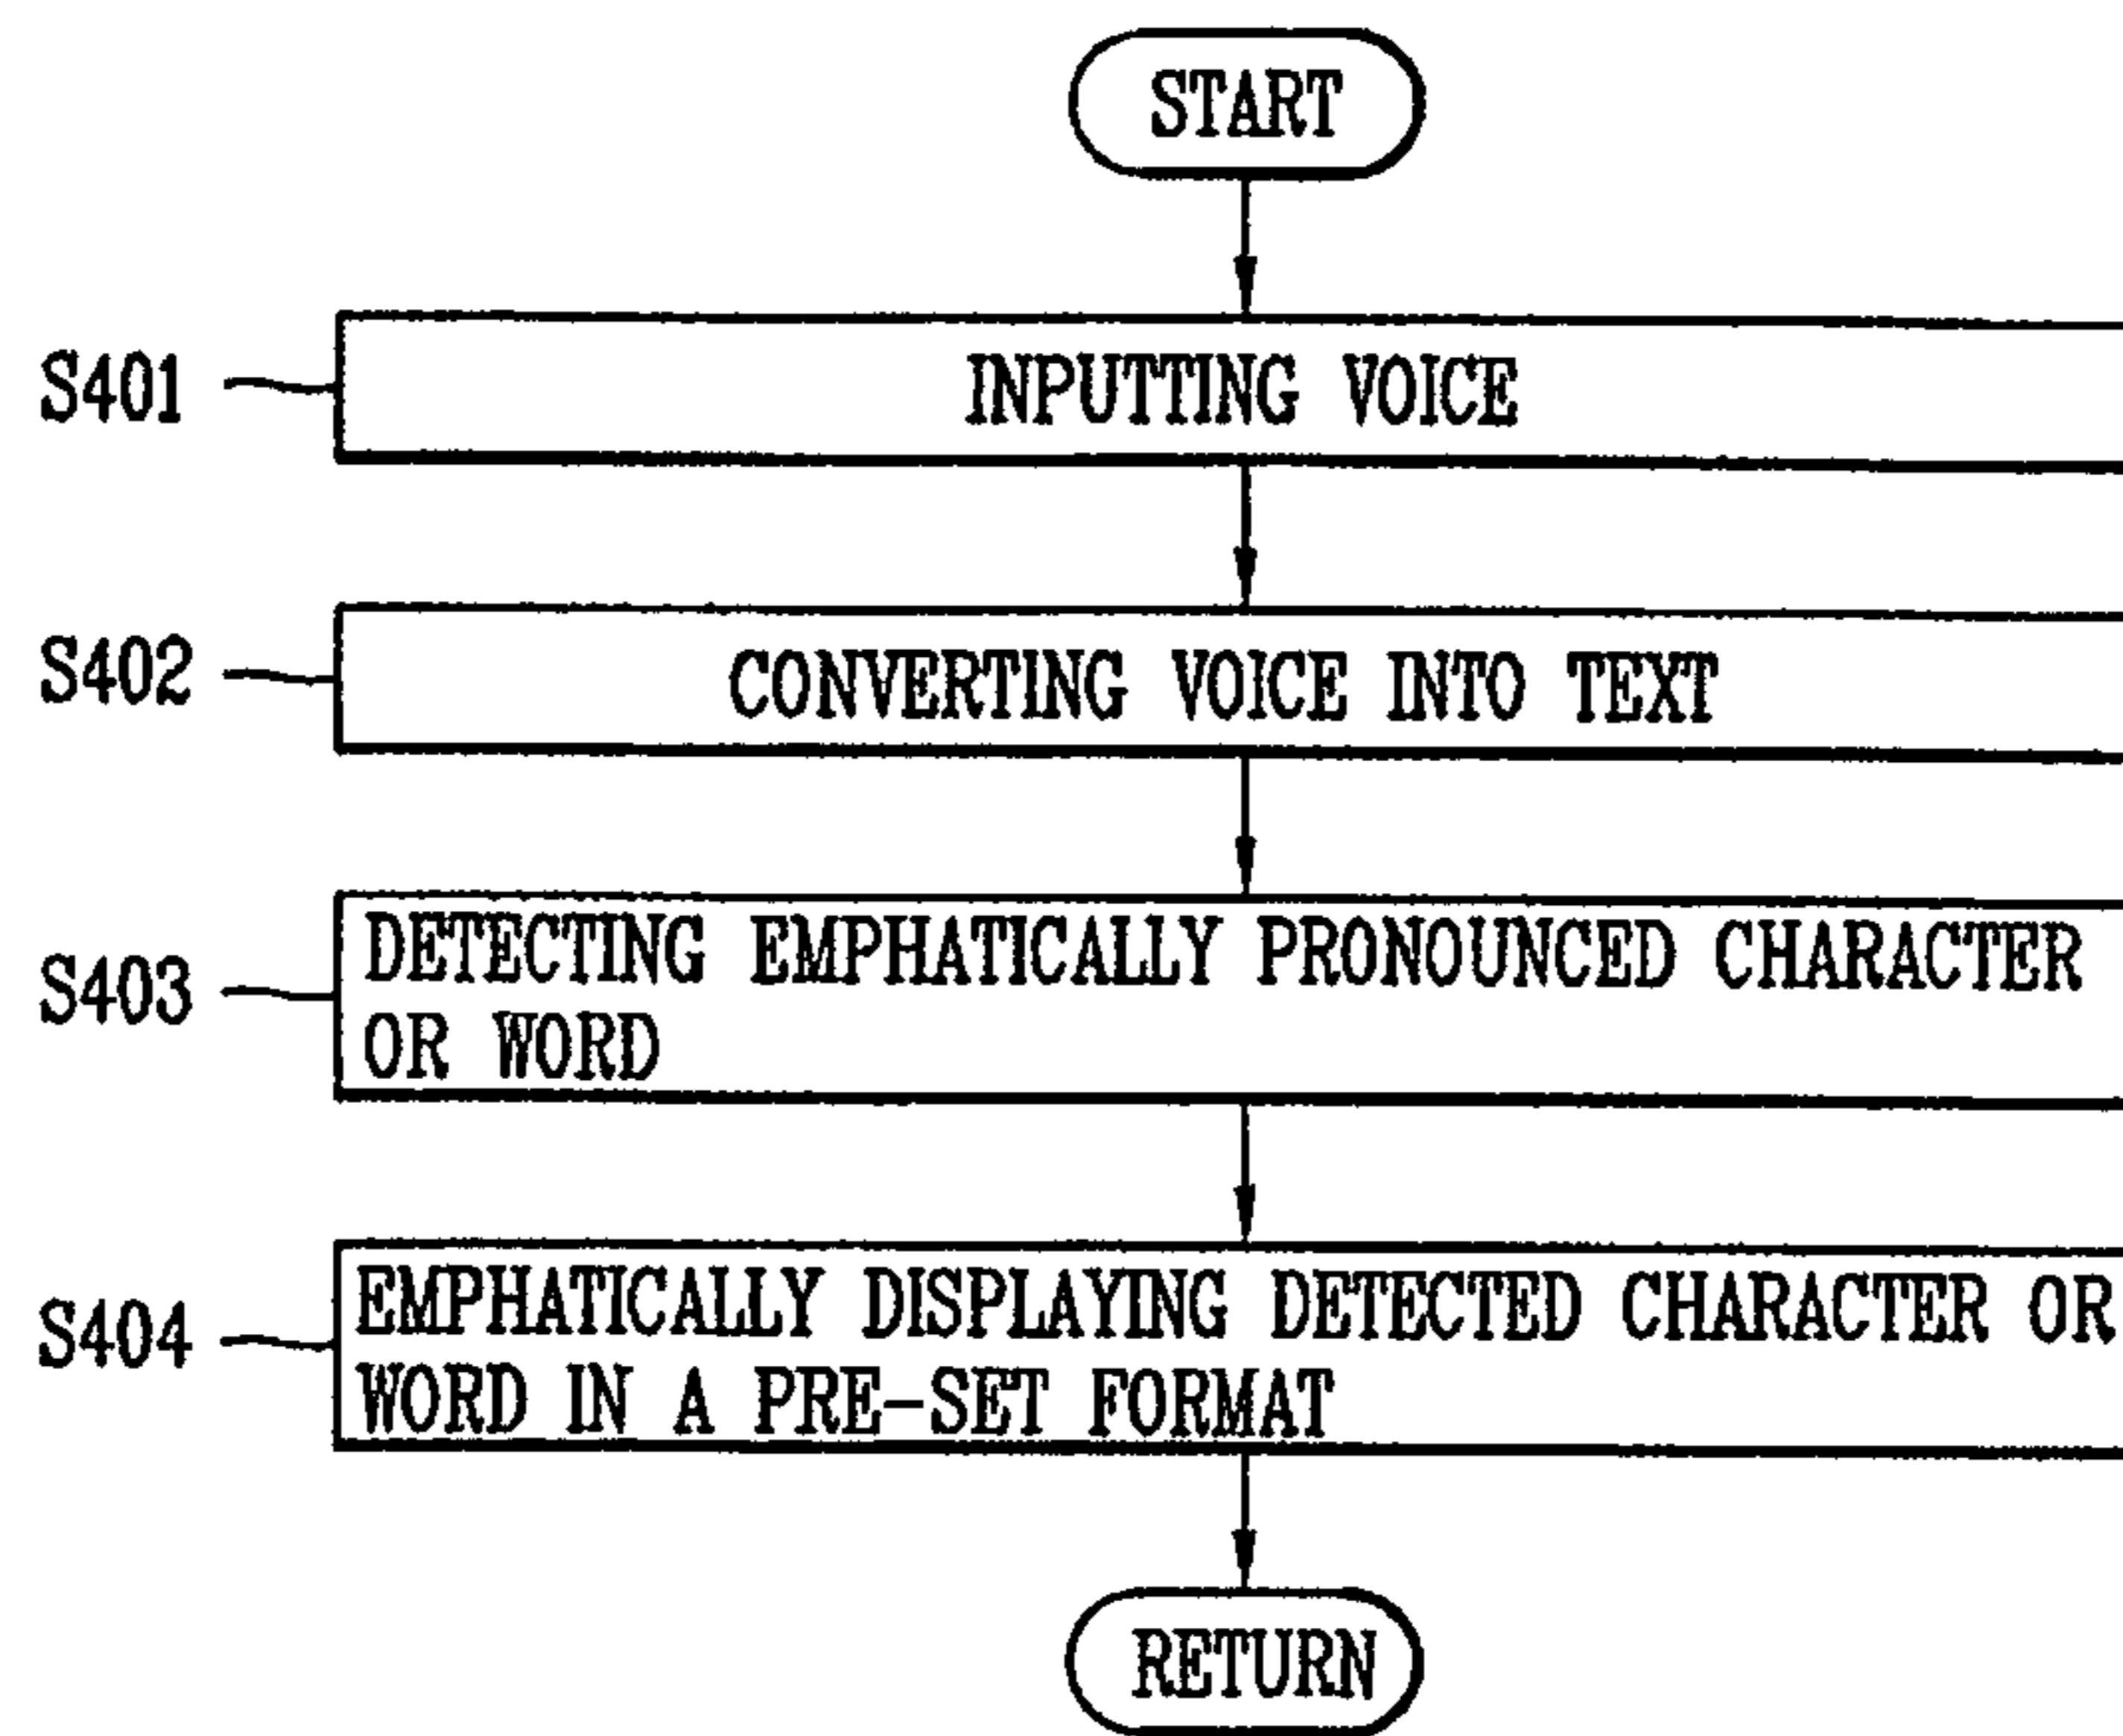 START
S401
INPUTTING VOICE
S402
CONVERTING VOICE INTO TEXT
S403
DETECTING EMPHATICALLY PRONOUNCED CHARACTER
OR WORD
S404
EMPHATICALLY DISPLAYING DETECTED CHARACTER OR
WORD IN A PRE-SET FORMAT
RETURN